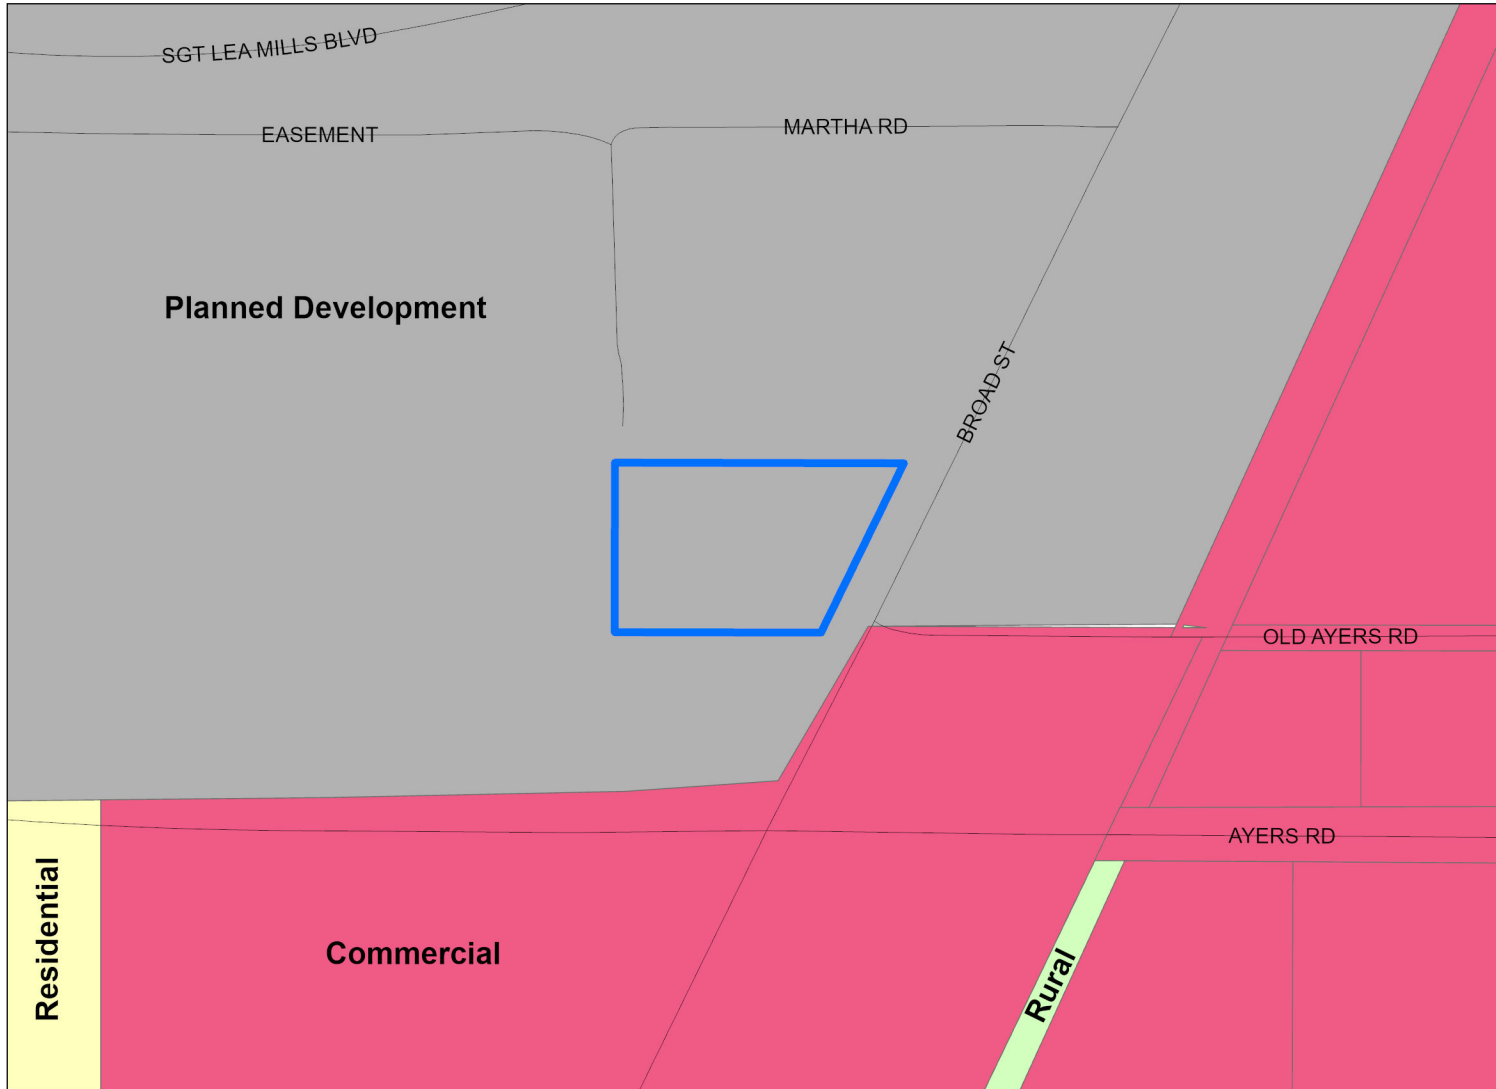 SGT LEA MILLS BLVD
EASEMENT
MARTHA RD
Planned Development
BROAD ST
OLD AYERS RD
AYERS RD
Residential
Commercial
Rural